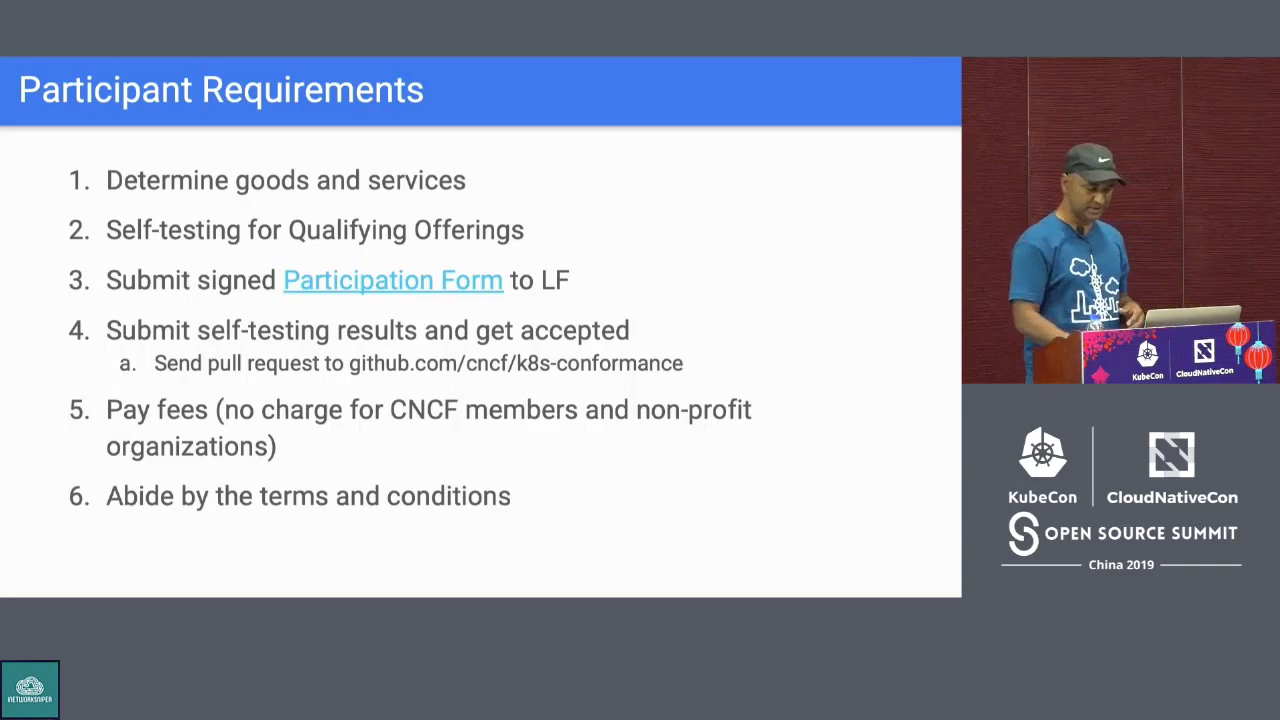 Participant Requirements
1. Determine goods and services
2. Self-testing for Qualifying Offerings
3. Submit signed Participation Form to LF
4. Submit self-testing results and get accepted
a. Send pull request to github.com/cncf/k8s-conformance
5. Pay fees (no charge for CNCF members and non-profit
organizations)
6. Abide by the terms and conditions
KubeCon
CloudNativeCon
KubeCon
CloudNativeCon
OPEN SOURCE SUMMIT
China 2019
INETWORKSNIPER